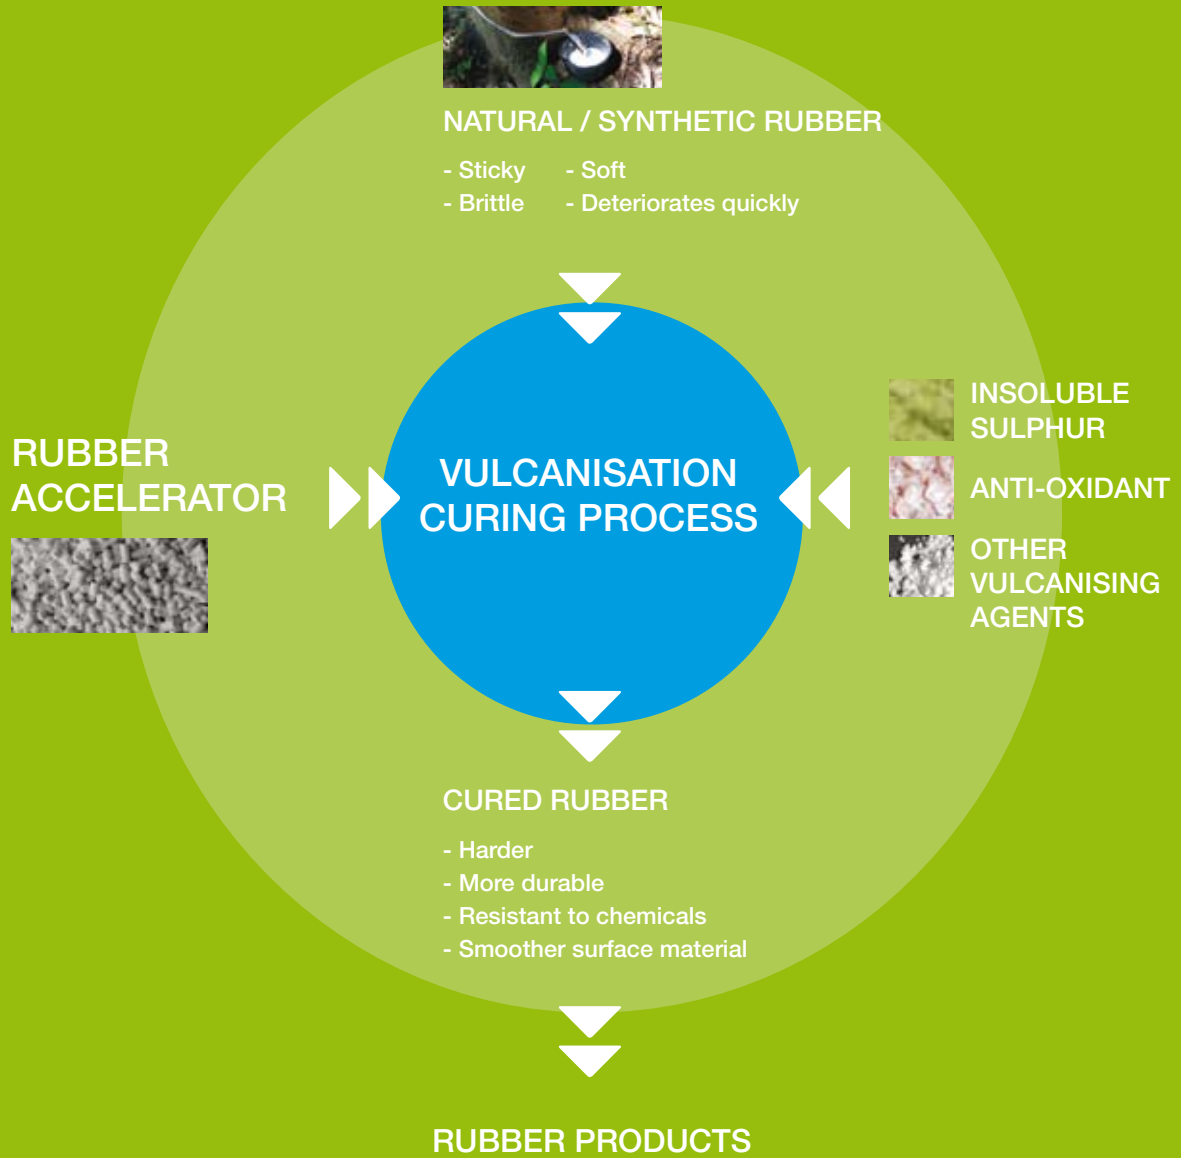 NATURAL / SYNTHETIC RUBBER
- Sticky - Soft
- Brittle - Deteriorates quickly
RUBBER
ACCELERATOR
VULCANISATION
CURING PROCESS
INSOLUBLE
SULPHUR
ANTI-OXIDANT
OTHER
VULCANISING
AGENTS
CURED RUBBER
- Harder
- More durable
- Resistant to chemicals
- Smoother surface material
RUBBER PRODUCTS